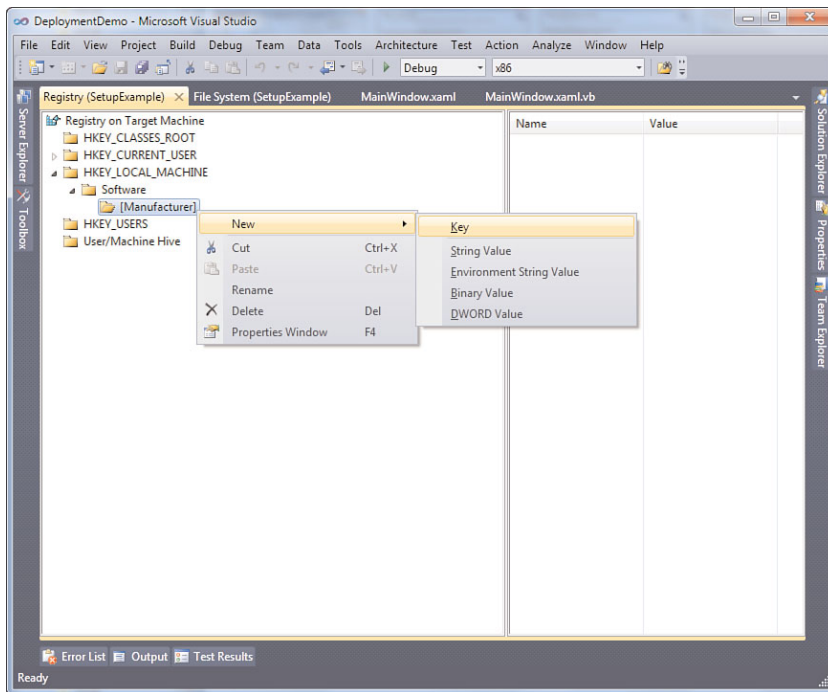 DeploymentDemo - Microsoft Visual Studio
File Edit View Project Build Debug Team Data Tools Architecture Test Action Analyze Window Help
Debug x86
Registry (SetupExample) File System (SetupExample) MainWindow.xaml MainWindow.xaml.vb
Server Explorer
Toolbox
Registry on Target Machine
HKEY_CLASSES_ROOT
HKEY_CURRENT_USER
HKEY_LOCAL_MACHINE
Software
[Manufacturer]
HKEY_USERS
User/Machine Hive
New
Cut Ctrl+X
Paste Ctrl+V
Rename
Delete Del
Properties Window F4
Key
String Value
Environment String Value
Binary Value
DWORD Value
Name Value
Solution Explorer
Properties
Team Explorer
Error List Output Test Results
Ready